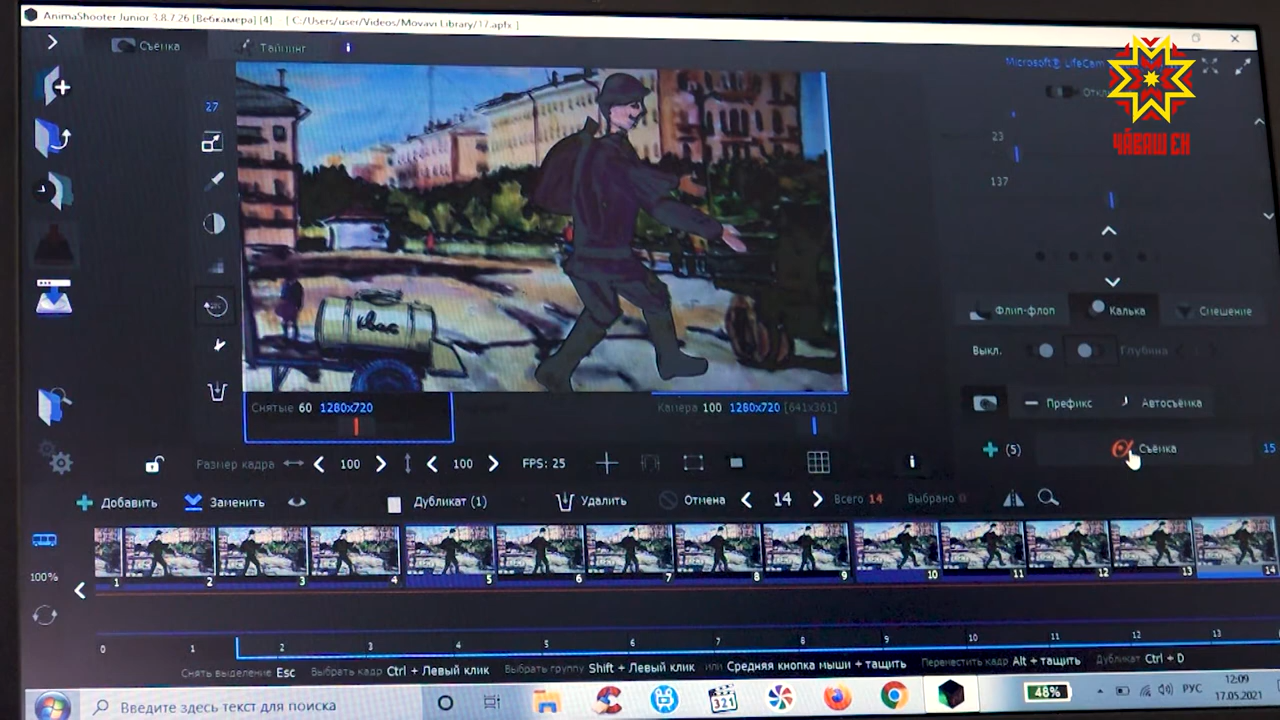 AnimaShooter Junior 3.8.7.26 [Вебкамера] [4] [ C:/Users/user/Videos/Movavi Library/17.apfx ]
Съёмка
Тайминг
Microsoft® LifeCam
ЧӐВАШ ЕН
27
23
137
квас
Флип-флоп
Калька
Смешение
Выкл.
Глубина
Снятые 60 1280x720
Камера 100 1280x720 [641x361]
Префикс
Автосъёмка
(5)
Съёмка
15
Размер кадра
100
100
FPS: 25
Добавить
Заменить
Дубликат (1)
Удалить
Отмена
14
Всего 14
Выбрано 0
100%
1 2 3 4 5 6 7 8 9 10 11 12 13 14
0 1 2 3 4 5 6 7 8 9 10 11 12 13
Снять выделение Esc Выбрать кадр Ctrl + Левый клик Выбрать группу Shift + Левый клик или Средняя кнопка мыши + тащить Переместить кадр Alt + тащить Дубликат Ctrl + D
Введите здесь текст для поиска
321
48%
РУС
12:09
17.05.2021